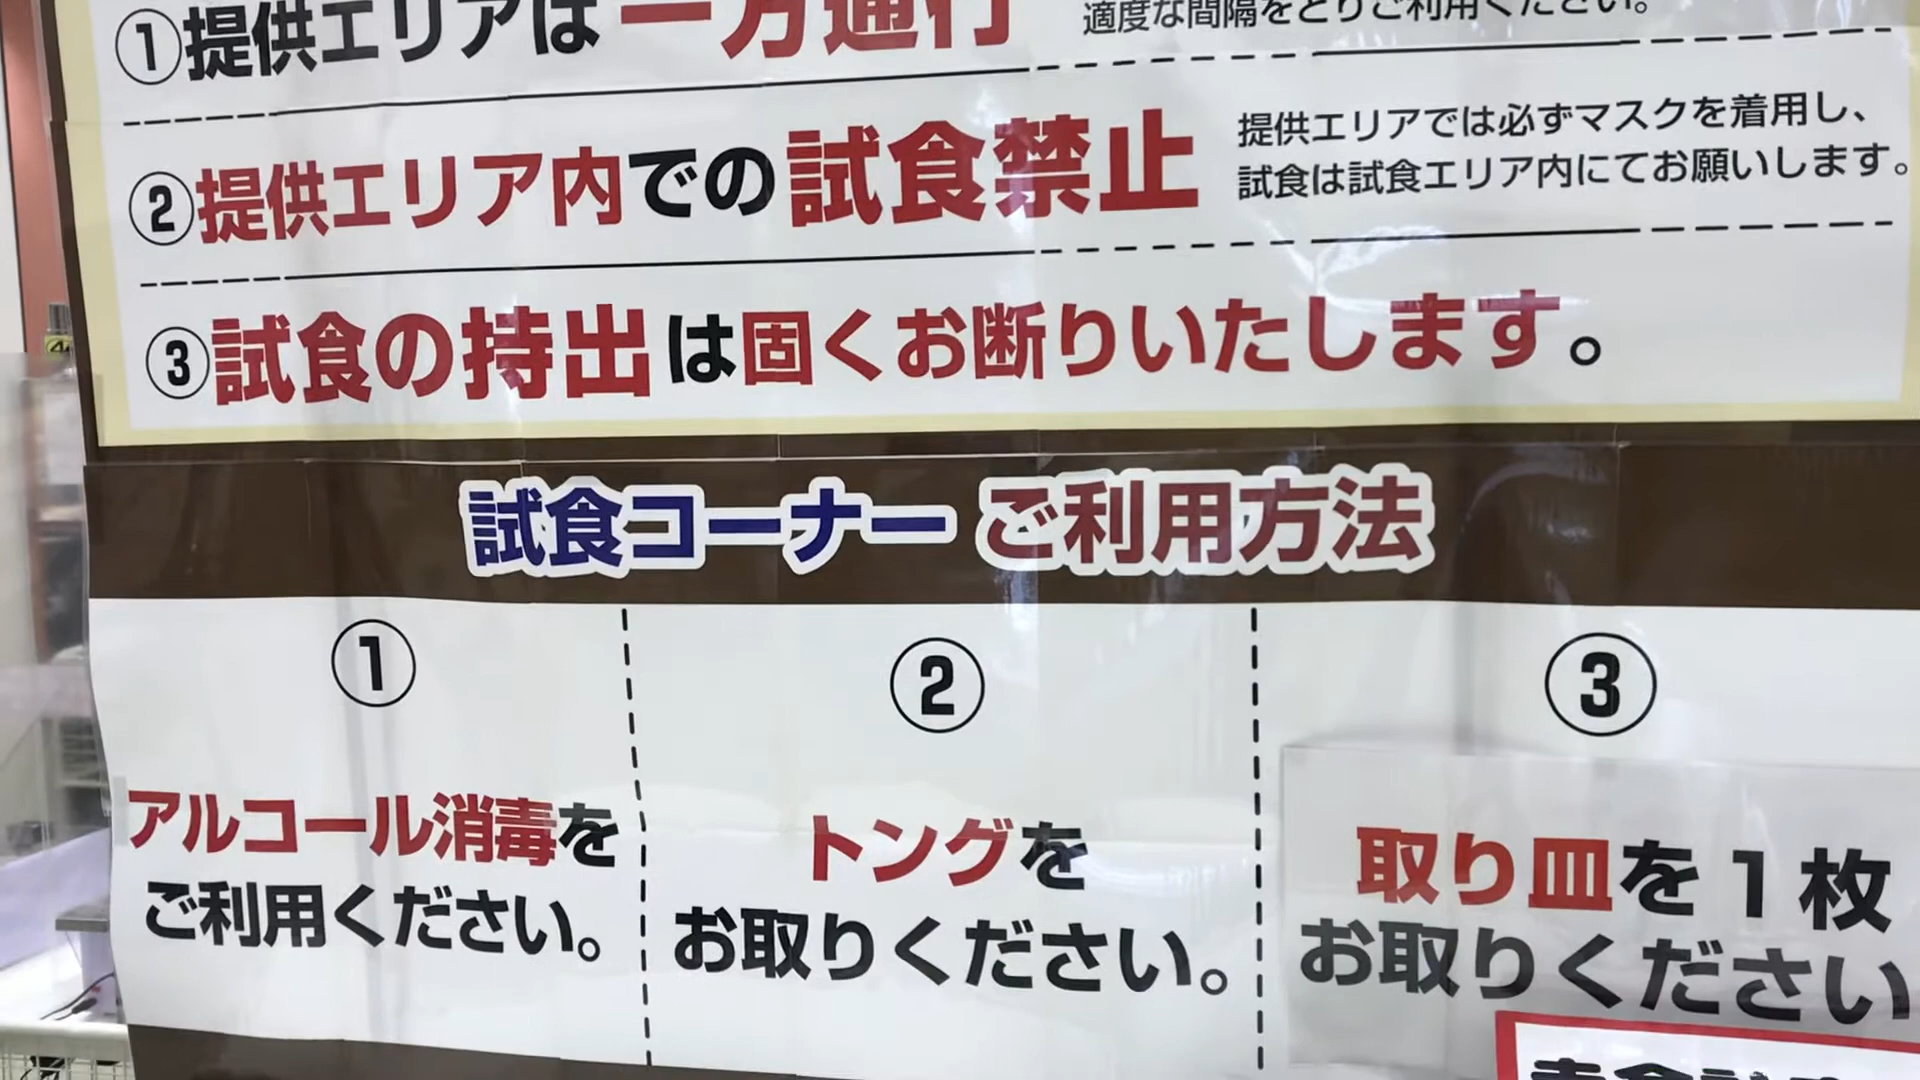 ①提供エリアは一方通行
適度な間隔をとりご利用ください。
②提供エリア内での試食禁止
提供エリアでは必ずマスクを着用し、
試食は試食エリア内にてお願いします。
③試食の持出は固くお断りいたします。
試食コーナー ご利用方法
①
アルコール消毒を
ご利用ください。
②
トングを
お取りください。
③
取り皿を1枚
お取りください